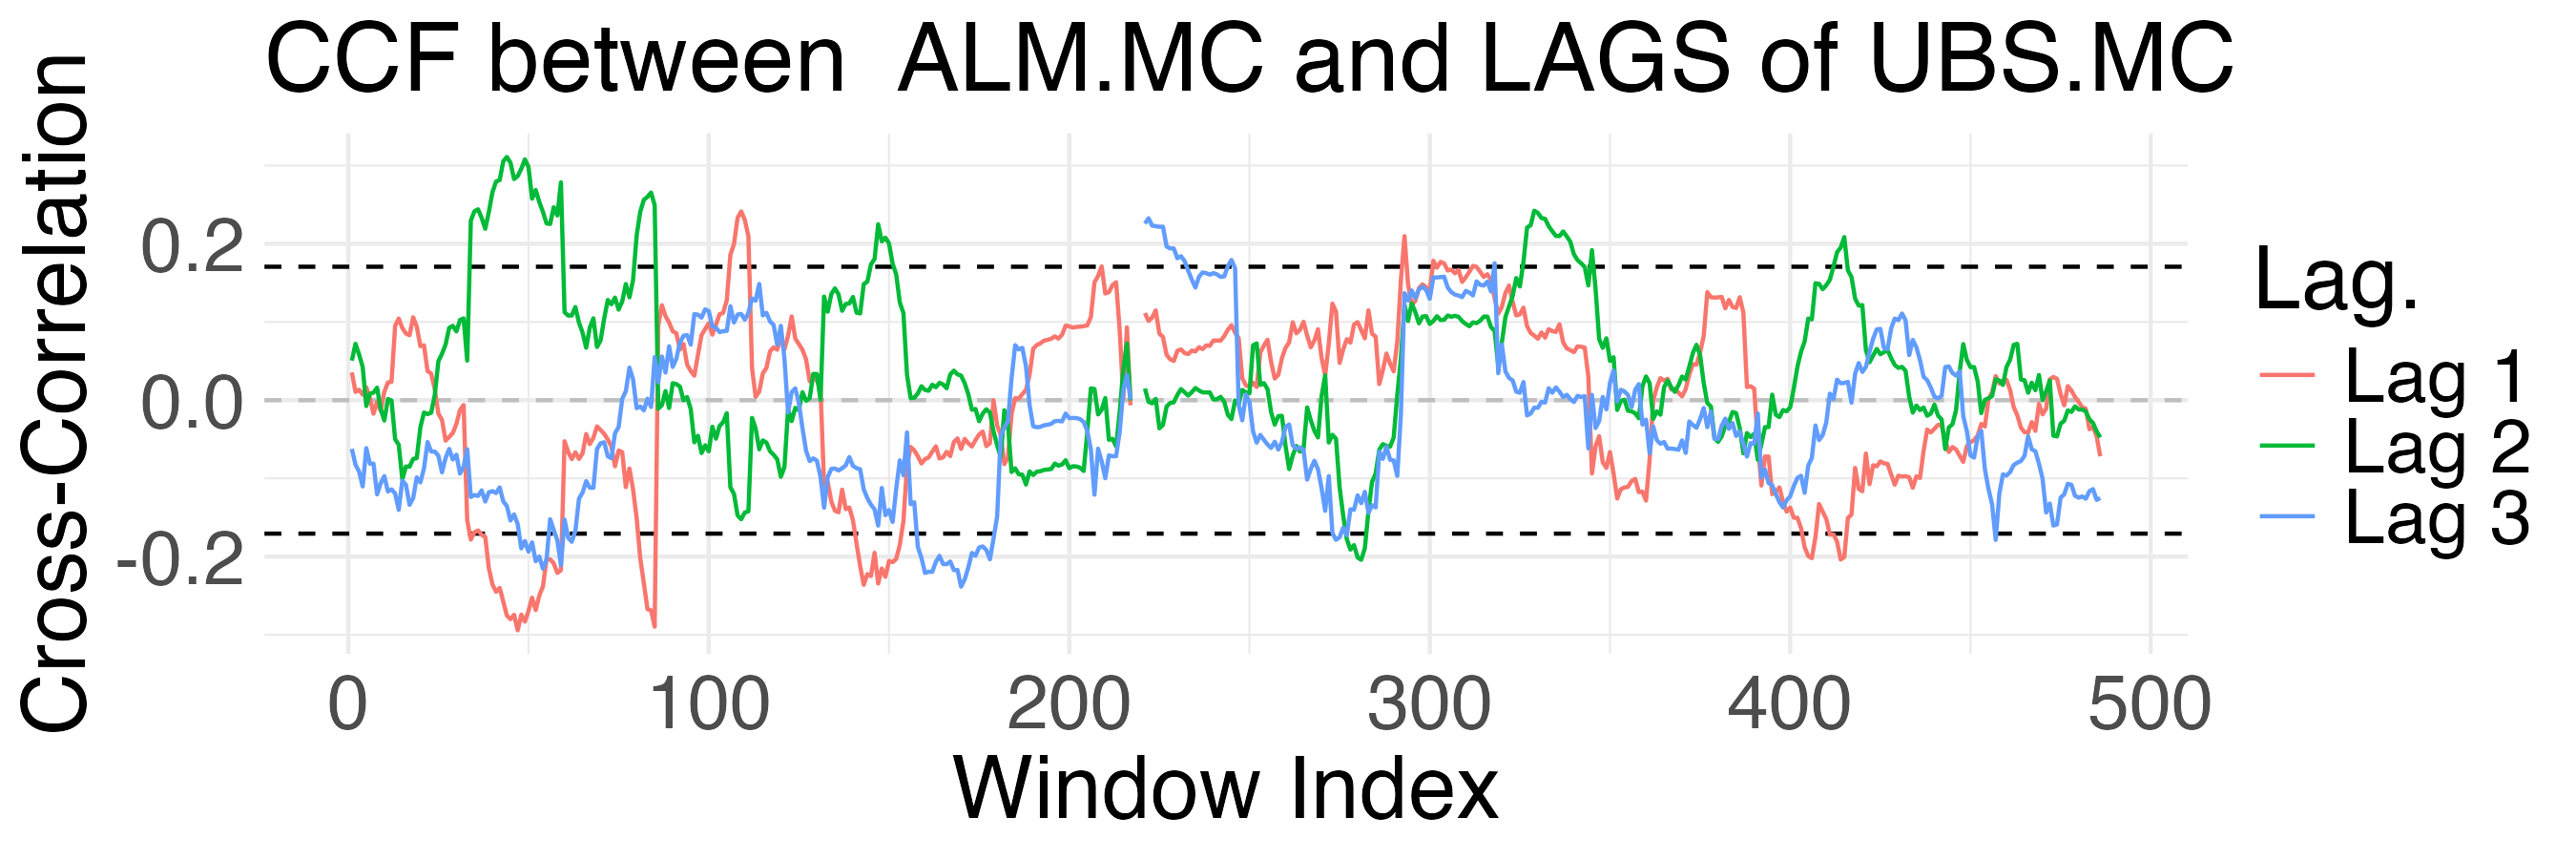 CCF between  ALM.MC and LAGS of UBS.MC
Cross-Correlation
0.2
0.0
-0.2
0 100 200 300 400 500
Window Index
Lag.
Lag 1
Lag 2
Lag 3